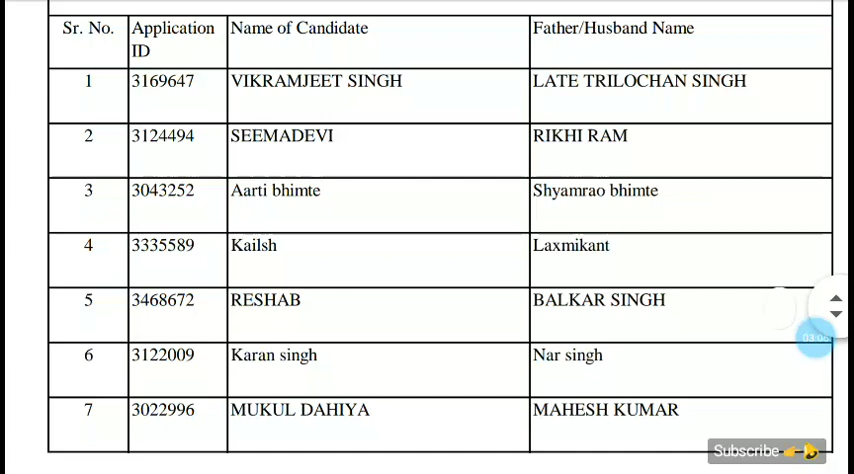 Sr. No. Application ID Name of Candidate Father/Husband Name
1 3169647 VIKRAMJEET SINGH LATE TRILOCHAN SINGH
2 3124494 SEEMADEVI RIKHI RAM
3 3043252 Aarti bhimte Shyamrao bhimte
4 3335589 Kailsh Laxmikant
5 3468672 RESHAB BALKAR SINGH
6 3122009 Karan singh Nar singh
7 3022996 MUKUL DAHIYA MAHESH KUMAR
Subscribe